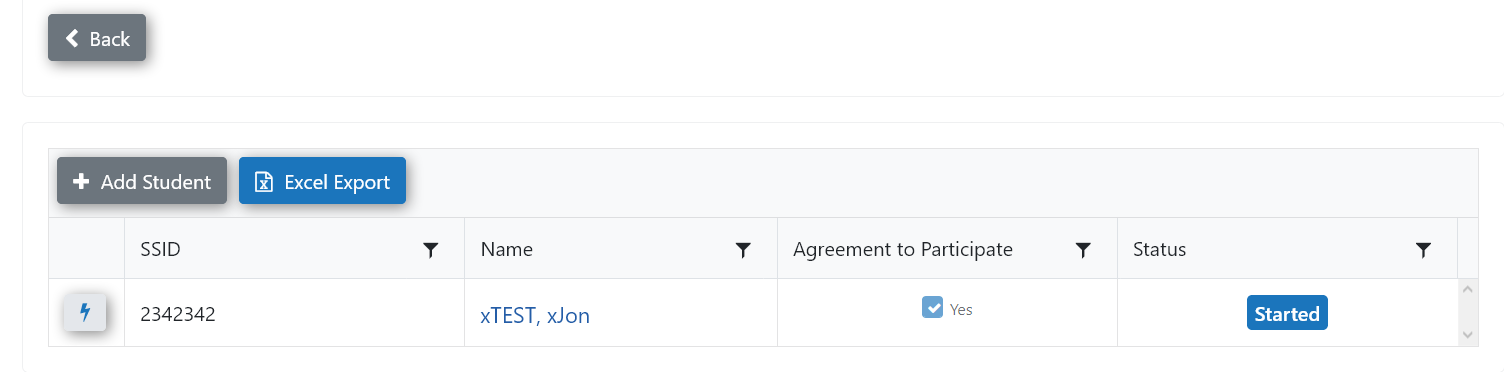 Back
Add Student Excel Export
SSID Name Agreement to Participate Status
2342342 xTEST, xJon Yes Started